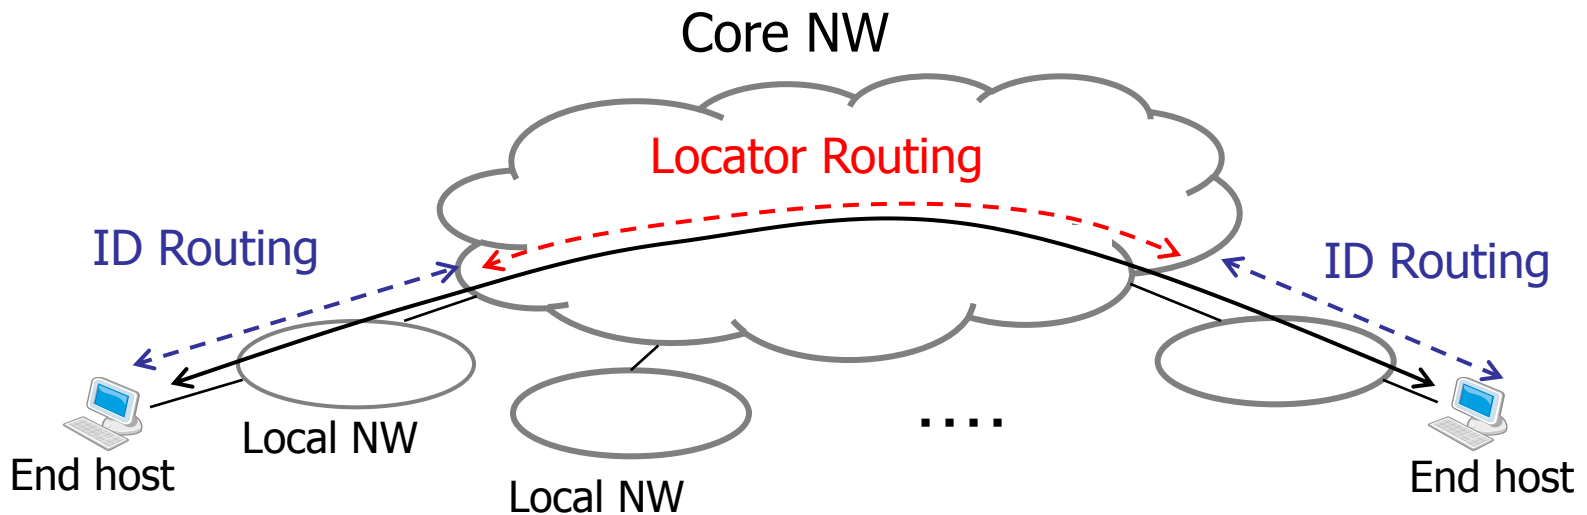 Core NW
Locator Routing
ID Routing
ID Routing
Local NW
....
End host
Local NW
End host